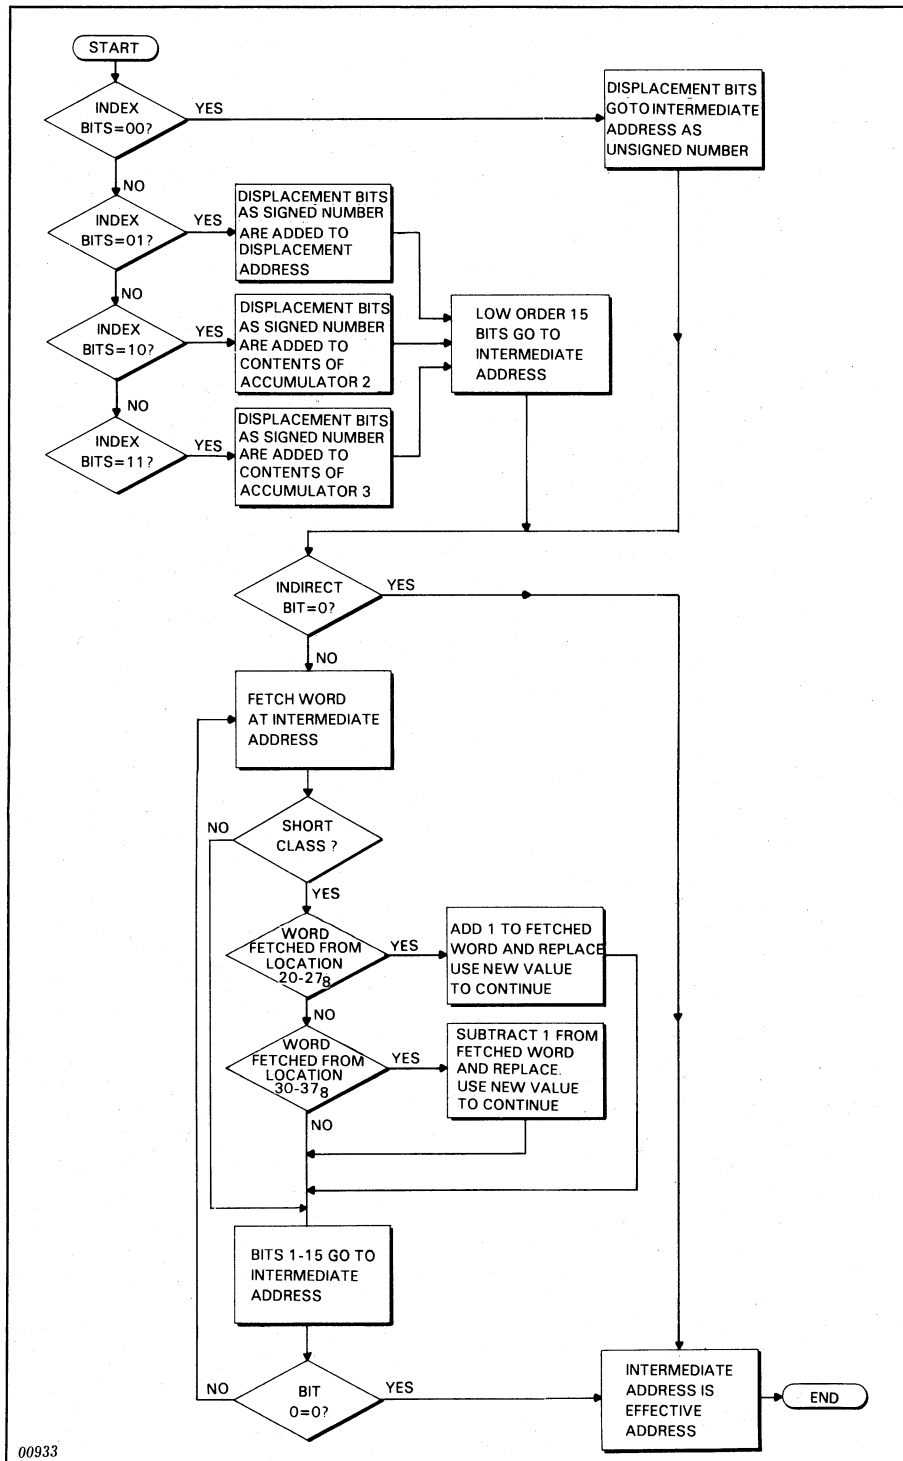 START
INDEX
BITS=00?
YES
DISPLACEMENT BITS
GO TO INTERMEDIATE
ADDRESS AS
UNSIGNED NUMBER
NO
INDEX
BITS=01?
YES
DISPLACEMENT BITS
AS SIGNED NUMBER
ARE ADDED TO
DISPLACEMENT
ADDRESS
NO
INDEX
BITS=10?
YES
DISPLACEMENT BITS
AS SIGNED NUMBER
ARE ADDED TO
CONTENTS OF
ACCUMULATOR 2
LOW ORDER 15
BITS GO TO
INTERMEDIATE
ADDRESS
NO
INDEX
BITS=11?
YES
DISPLACEMENT BITS
AS SIGNED NUMBER
ARE ADDED TO
CONTENTS OF
ACCUMULATOR 3
INDIRECT
BIT=0?
YES
NO
FETCH WORD
AT INTERMEDIATE
ADDRESS
SHORT
CLASS ?
NO
YES
WORD
FETCHED FROM
LOCATION
20-27₈
YES
ADD 1 TO FETCHED
WORD AND REPLACE
USE NEW VALUE
TO CONTINUE
NO
WORD
FETCHED FROM
LOCATION
30-37₈
YES
SUBTRACT 1 FROM
FETCHED WORD
AND REPLACE.
USE NEW VALUE
TO CONTINUE
NO
BITS 1-15 GO TO
INTERMEDIATE
ADDRESS
BIT
0=0?
NO
YES
INTERMEDIATE
ADDRESS IS
EFFECTIVE
ADDRESS
END
00933